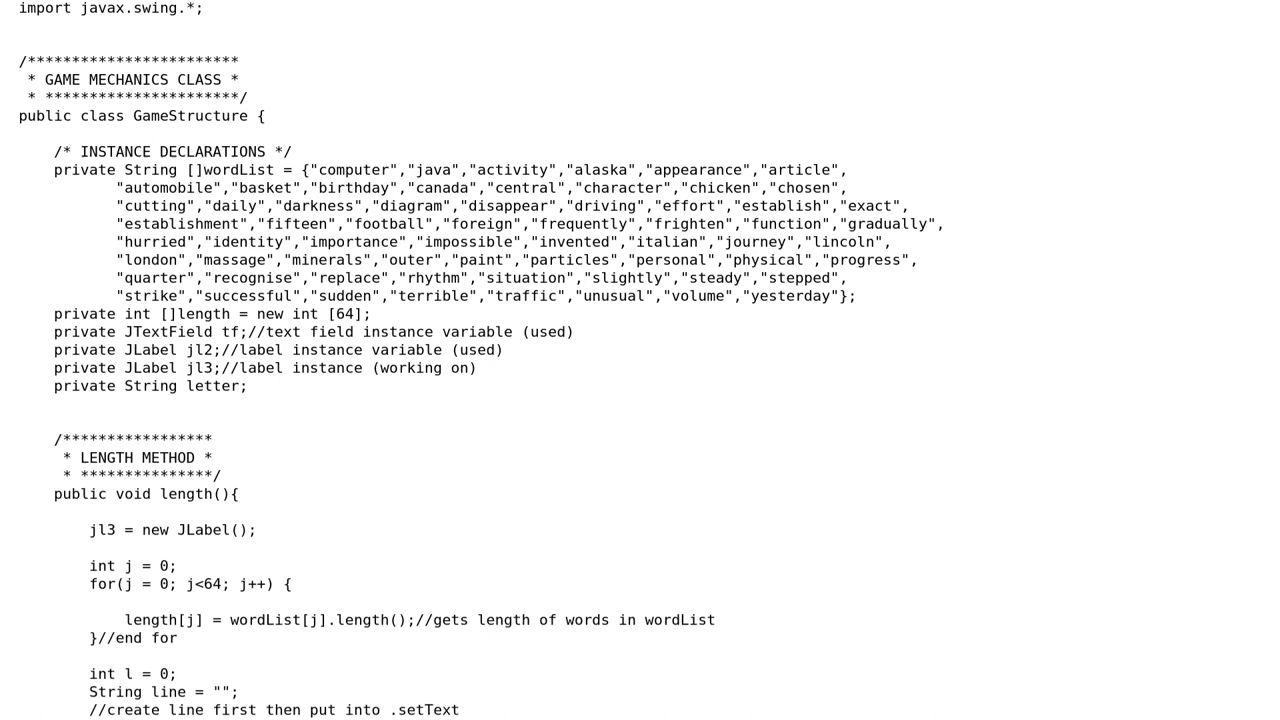 import javax.swing.*;
/************************
 * GAME MECHANICS CLASS *
 * **********************/
public class GameStructure {
    /* INSTANCE DECLARATIONS */
    private String []wordList = {"computer","java","activity","alaska","appearance","article",
           "automobile","basket","birthday","canada","central","character","chicken","chosen",
           "cutting","daily","darkness","diagram","disappear","driving","effort","establish","exact",
           "establishment","fifteen","football","foreign","frequently","frighten","function","gradually",
           "hurried","identity","importance","impossible","invented","italian","journey","lincoln",
           "london","massage","minerals","outer","paint","particles","personal","physical","progress",
           "quarter","recognise","replace","rhythm","situation","slightly","steady","stepped",
           "strike","successful","sudden","terrible","traffic","unusual","volume","yesterday"};
    private int []length = new int [64];
    private JTextField tf;//text field instance variable (used)
    private JLabel jl2;//label instance variable (used)
    private JLabel jl3;//label instance (working on)
    private String letter;
    /*****************
     * LENGTH METHOD *
     * ***************/
    public void length(){
        jl3 = new JLabel();
        int j = 0;
        for(j = 0; j<64; j++) {
            length[j] = wordList[j].length();//gets length of words in wordList
        }//end for
        int l = 0;
        String line = "";
        //create line first then put into .setText